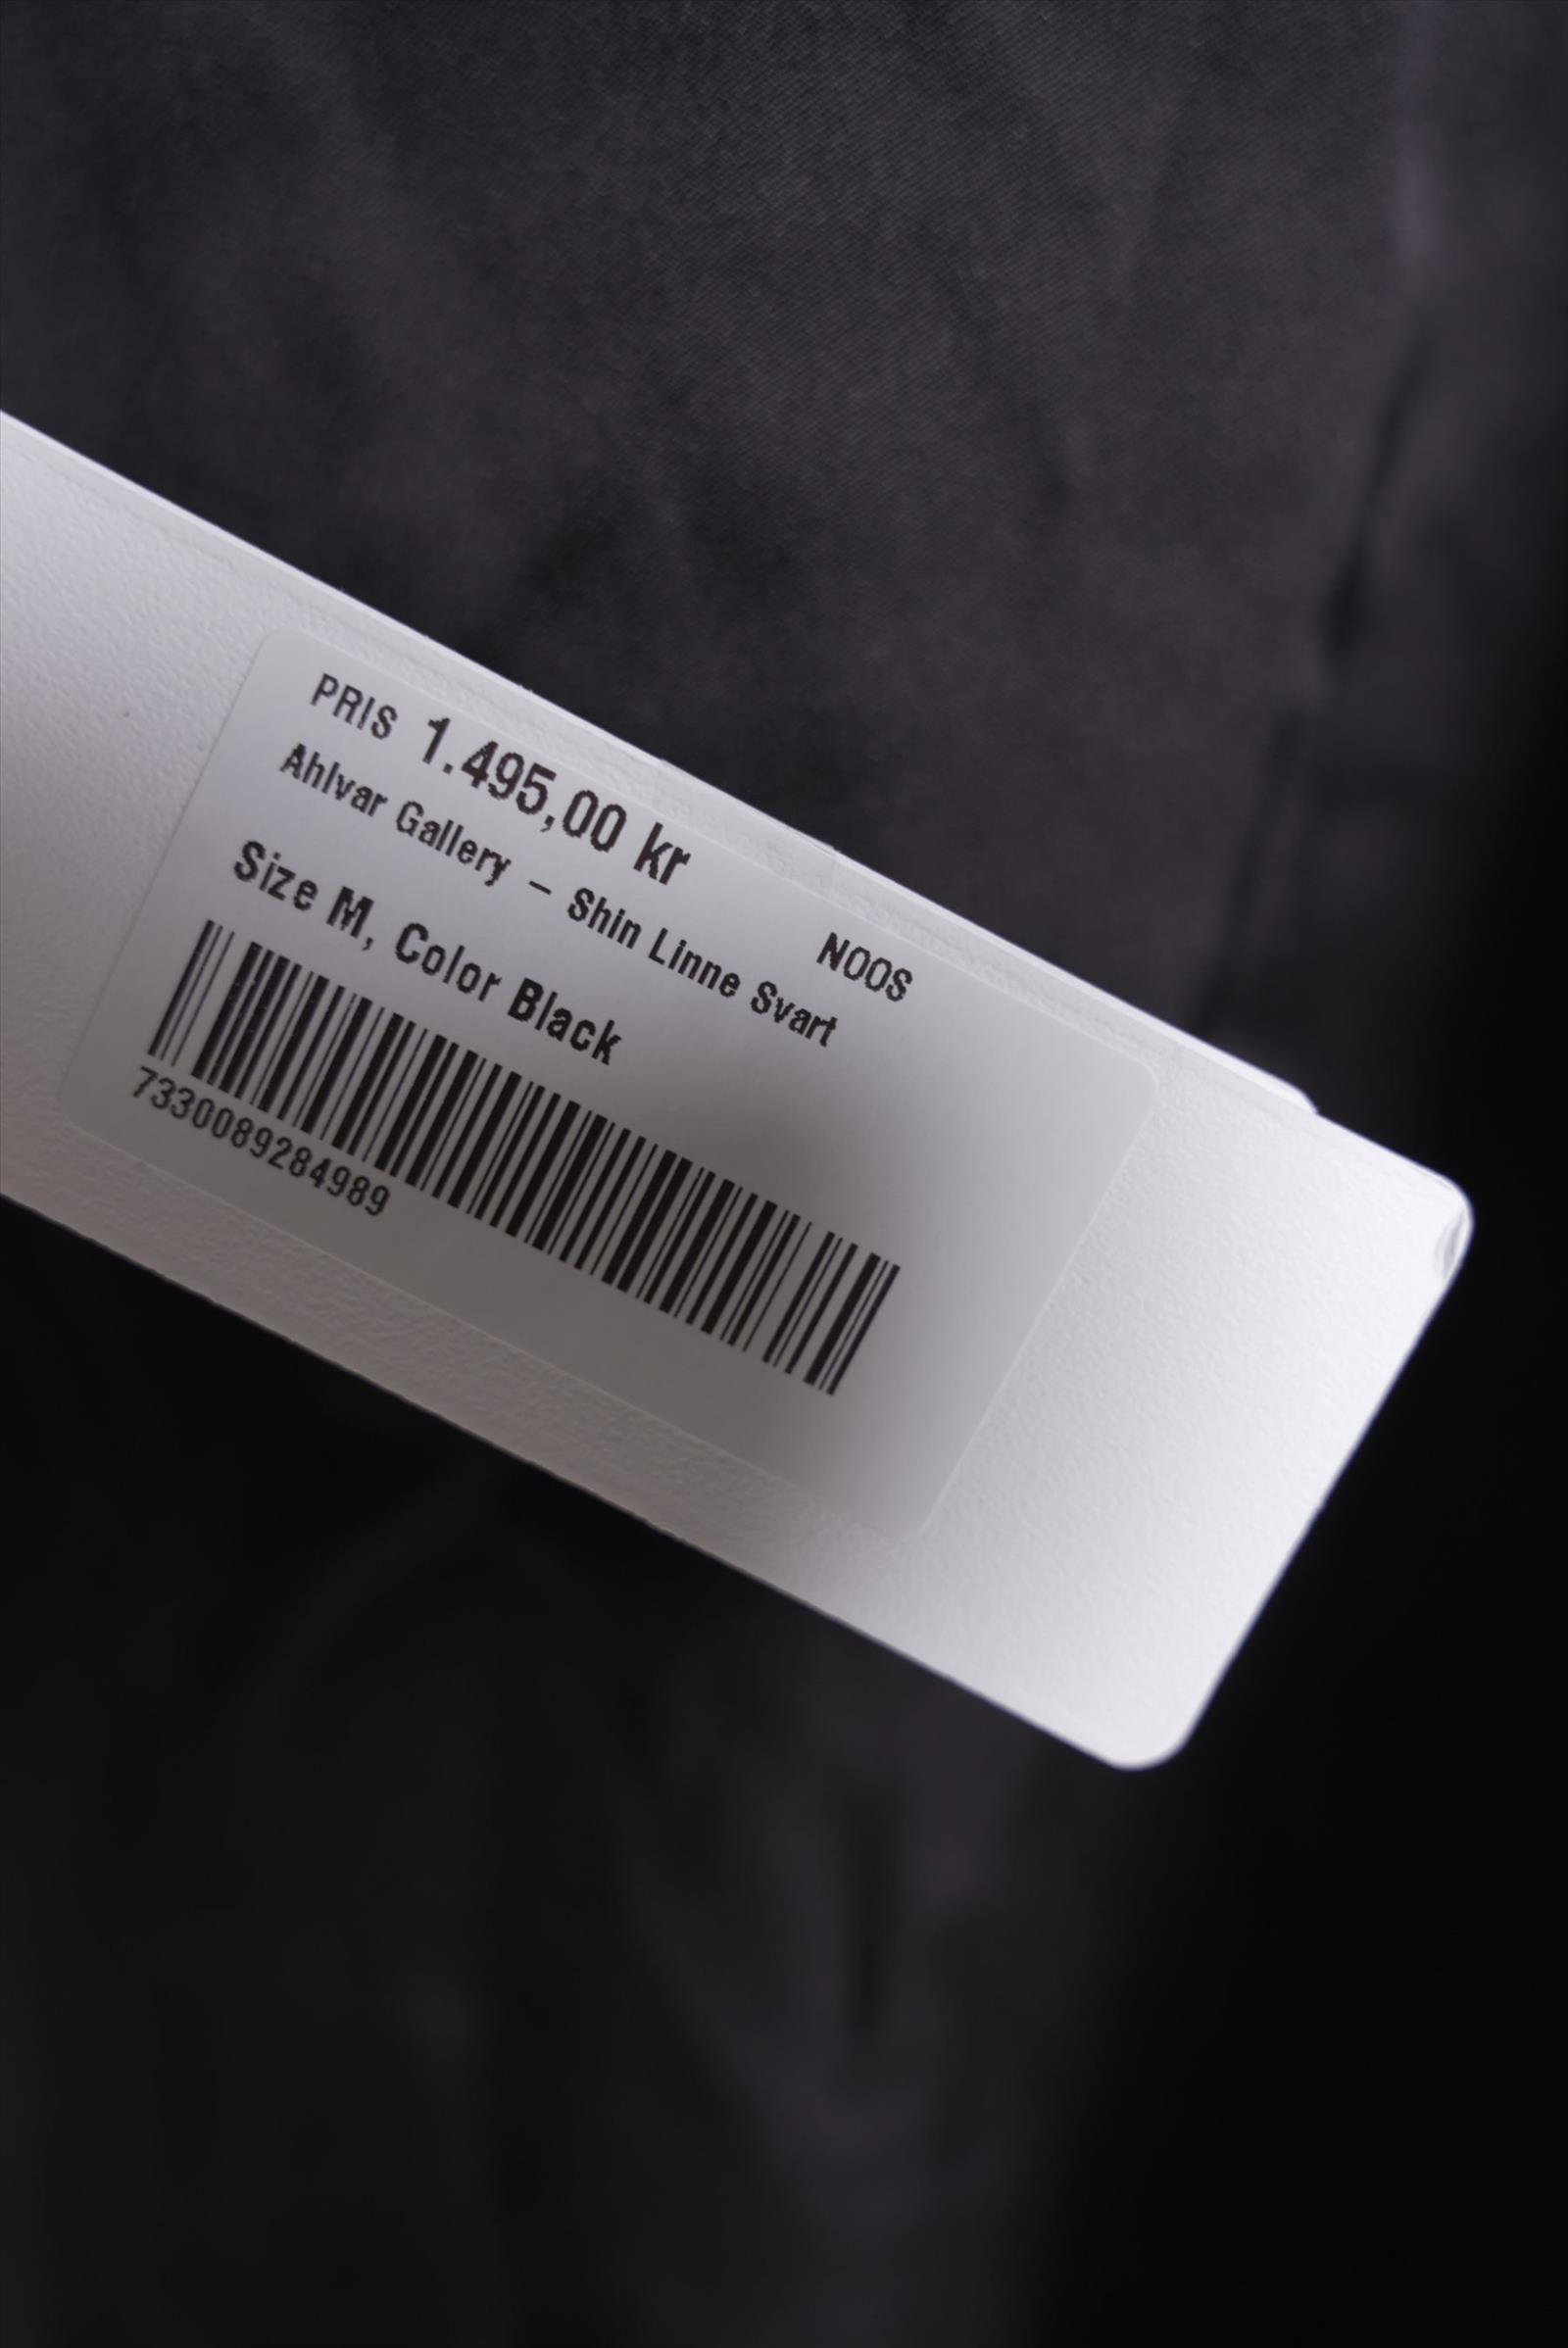 PRIS 1.495,00 kr NOOS
Ahlvar Gallery - Shin Linne Svart
Size M, Color Black
7330089284989